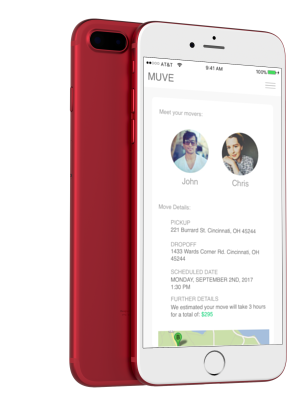 AT&T 9:41 AM 100%
MUVE
Meet your movers:
John Chris
Move Details:
PICKUP
221 Burrard St. Cincinnati, OH 45244
DROPOFF
1433 Wards Corner Rd. Cincinnati, OH
45244
SCHEDULED DATE
MONDAY, SEPTEMBER 2ND, 2017
1:30 PM
FURTHER DETAILS
We estimated your move will take 3 hours
for a total of: $295